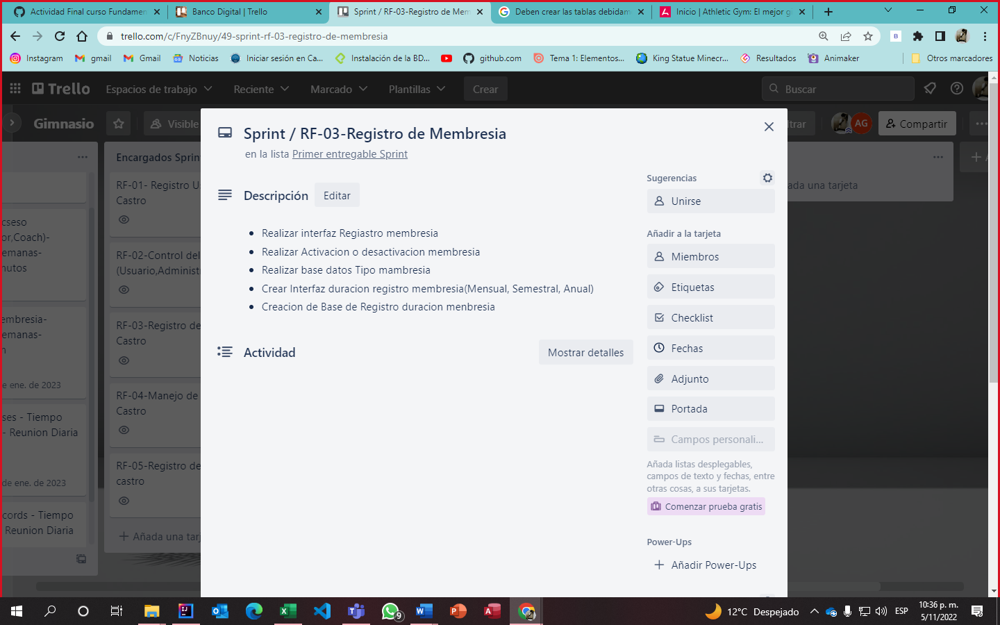 Actividad Final curso Fundamen
Banco Digital | Trello
Sprint / RF-03-Registro de Mem
Deben crear las tablas debidam
Inicio | Athletic Gym: El mejor gi
trello.com/c/FnyZBnuy/49-sprint-rf-03-registro-de-membresia
Instagram
gmail
Gmail
Noticias
Iniciar sesión en Ca...
Instalación de la BD...
github.com
Tema 1: Elementos...
King Statue Minecr...
Resultados
Animaker
Otros marcadores
Trello
Espacios de trabajo
Reciente
Marcado
Plantillas
Crear
Buscar
Gimnasio
Visible
ltrar
AG
Compartir
Encargados Sprin
RF-01- Registro U
Castro
RF-02-Control del
(Usuario,Administ
RF-03-Registro de
Castro
RF-04-Manejo de
Castro
RF-05-Registro de
castro
Añada una tarj
cseso
or,Coach)-
emanas-
nutos
embresia-
emanas-
n
de ene. de 2023
ses - Tiempo
- Reunion Diaria
de ene. de 2023
cords - Tiempo
Reunion Diaria
ada una tarjeta
Sprint / RF-03-Registro de Membresia
en la lista Primer entregable Sprint
Descripción
Editar
Realizar interfaz Regiastro membresia
Realizar Activacion o desactivacion membresia
Realizar base datos Tipo mambresia
Crear Interfaz duracion registro membresia(Mensual, Semestral, Anual)
Creacion de Base de Registro duracion menbresia
Actividad
Mostrar detalles
Sugerencias
Unirse
Añadir a la tarjeta
Miembros
Etiquetas
Checklist
Fechas
Adjunto
Portada
Campos personali...
Añada listas desplegables,
campos de texto y fechas, entre
otras cosas, a sus tarjetas.
Comenzar prueba gratis
Power-Ups
Añadir Power-Ups
9
12°C Despejado
ESP
10:36 p. m.
5/11/2022